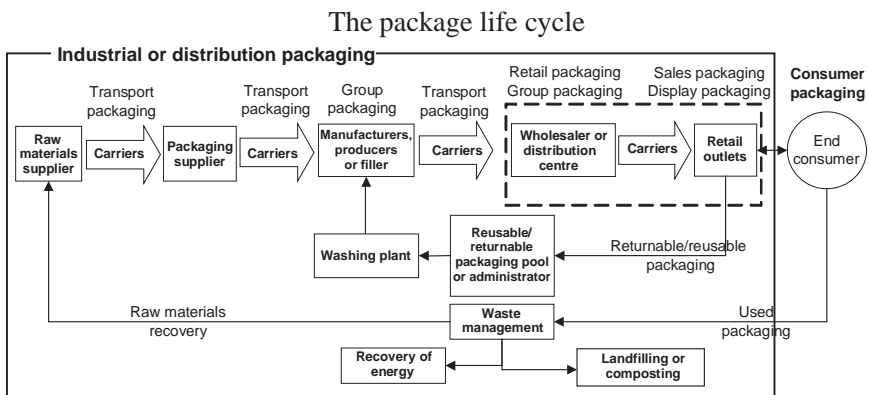 The package life cycle
Industrial or distribution packaging
Transport
packaging
Transport
packaging
Group
packaging
Transport
packaging
Retail packaging
Group packaging
Sales packaging
Display packaging
Consumer
packaging
Raw
materials
supplier
Carriers
Packaging
supplier
Carriers
Manufacturers,
producers
or filler
Carriers
Wholesaler or
distribution
centre
Carriers
Retail
outlets
End
consumer
Washing plant
Reusable/
returnable
packaging pool
or administrator
Returnable/reusable
packaging
Raw materials
recovery
Waste
management
Used
packaging
Recovery of
energy
Landfilling or
composting